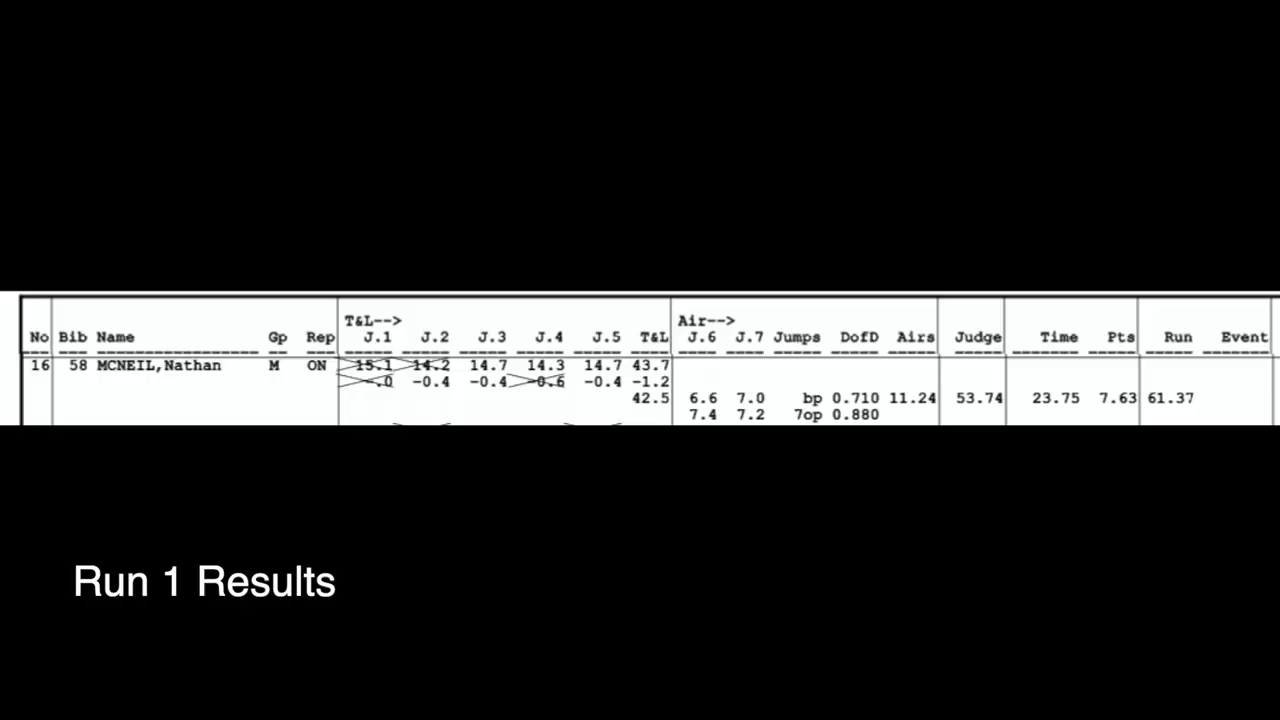 T&L--> Air-->
No Bib Name Gp Rep J.1 J.2 J.3 J.4 J.5 T&L J.6 J.7 Jumps DofD Airs Judge Time Pts Run Event
16 58 MCNEIL,Nathan M ON 15.1 14.2 14.7 14.3 14.7 43.7
-.0 -0.4 -0.4 -0.6 -0.4 -1.2
42.5 6.6 7.0 bp 0.710 11.24 53.74 23.75 7.63 61.37
7.4 7.2 7op 0.880
Run 1 Results